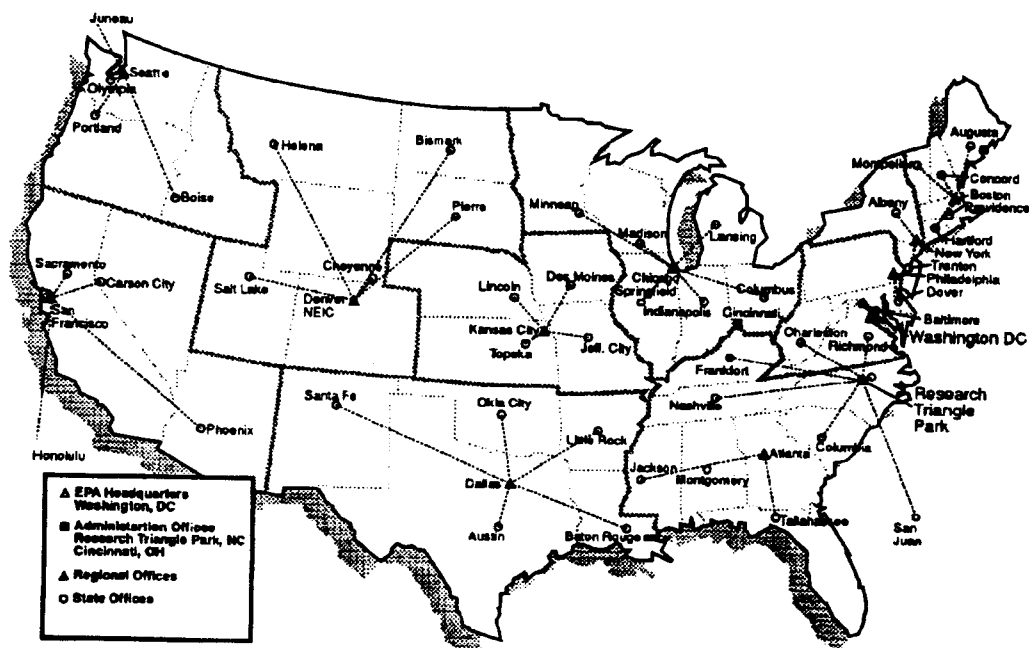 Juneau
Seattle
Olympia
Portland
Boise
Helena
Bismark
Pierre
Minnean
Madison
Lansing
Augusta
Montpelier
Concord
Boston
Providence
Albany
Hartford
New York
Trenton
Philadelphia
Dover
Baltimore
Washington DC
Sacramento
Carson City
San
Francisco
Salt Lake
Cheyenne
Denver
NEIC
Lincoln
Des Moines
Kansas City
Topeka
Jeff. City
Chicago
Springfield
Indianapolis
Columbus
Cincinnati
Charleston
Richmond
Frankfort
Nashville
Research
Triangle
Park
Santa Fe
Okla City
Little Rock
Phoenix
Honolulu
Dallas
Austin
Baton Rouge
Jackson
Montgomery
Atlanta
Columbia
Tallahassee
San
Juan
EPA Headquarters
Washington, DC
Administartion Offices
Research Triangle Park, NC
Cincinnati, OH
Regional Offices
State Offices